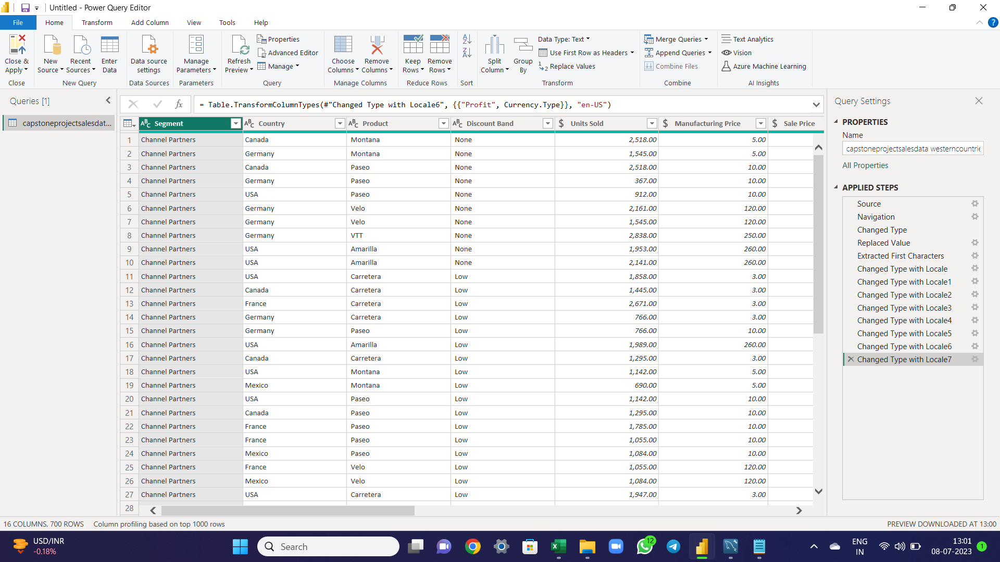 Untitled - Power Query Editor
File Home Transform Add Column View Tools Help
Close & Apply
Close
New Source
Recent Sources
Enter Data
New Query
Data source settings
Data Sources
Manage Parameters
Parameters
Refresh Preview
Properties
Advanced Editor
Manage
Query
Choose Columns
Remove Columns
Manage Columns
Keep Rows
Remove Rows
Reduce Rows
Sort
Split Column
Group By
Data Type: Text
Use First Row as Headers
Replace Values
Transform
Merge Queries
Append Queries
Combine Files
Combine
Text Analytics
Vision
Azure Machine Learning
AI Insights
Queries [1]
capstoneprojectsalesdat...
fx = Table.TransformColumnTypes(#"Changed Type with Locale6", {{"Profit", Currency.Type}}, "en-US")
ABC Segment ABC Country ABC Product ABC Discount Band $ Units Sold $ Manufacturing Price $ Sale Price
1 Channel Partners Canada Montana None 2,518.00 5.00
2 Channel Partners Germany Montana None 1,545.00 5.00
3 Channel Partners Canada Paseo None 2,518.00 10.00
4 Channel Partners Germany Paseo None 367.00 10.00
5 Channel Partners USA Paseo None 912.00 10.00
6 Channel Partners Germany Velo None 2,161.00 120.00
7 Channel Partners Germany Velo None 1,545.00 120.00
8 Channel Partners Germany VTT None 2,838.00 250.00
9 Channel Partners USA Amarilla None 1,953.00 260.00
10 Channel Partners USA Amarilla None 2,141.00 260.00
11 Channel Partners USA Carretera Low 1,858.00 3.00
12 Channel Partners Canada Carretera Low 1,445.00 3.00
13 Channel Partners France Carretera Low 2,671.00 3.00
14 Channel Partners Germany Carretera Low 766.00 3.00
15 Channel Partners Germany Paseo Low 766.00 10.00
16 Channel Partners USA Amarilla Low 1,989.00 260.00
17 Channel Partners Canada Carretera Low 1,295.00 3.00
18 Channel Partners USA Montana Low 1,142.00 5.00
19 Channel Partners Mexico Montana Low 690.00 5.00
20 Channel Partners USA Paseo Low 1,142.00 10.00
21 Channel Partners Canada Paseo Low 1,295.00 10.00
22 Channel Partners France Paseo Low 1,785.00 10.00
23 Channel Partners France Paseo Low 1,055.00 10.00
24 Channel Partners Mexico Paseo Low 1,084.00 10.00
25 Channel Partners France Velo Low 1,055.00 120.00
26 Channel Partners Mexico Velo Low 1,084.00 120.00
27 Channel Partners USA Carretera Low 1,947.00 3.00
28
Query Settings
PROPERTIES
Name
capstoneprojectsalesdata westerncountrie
All Properties
APPLIED STEPS
Source
Navigation
Changed Type
Replaced Value
Extracted First Characters
Changed Type with Locale
Changed Type with Locale1
Changed Type with Locale2
Changed Type with Locale3
Changed Type with Locale4
Changed Type with Locale5
Changed Type with Locale6
Changed Type with Locale7
16 COLUMNS, 700 ROWS Column profiling based on top 1000 rows
PREVIEW DOWNLOADED AT 13:00
USD/INR
-0.18%
Search
12
ENG
IN
13:01
08-07-2023
1